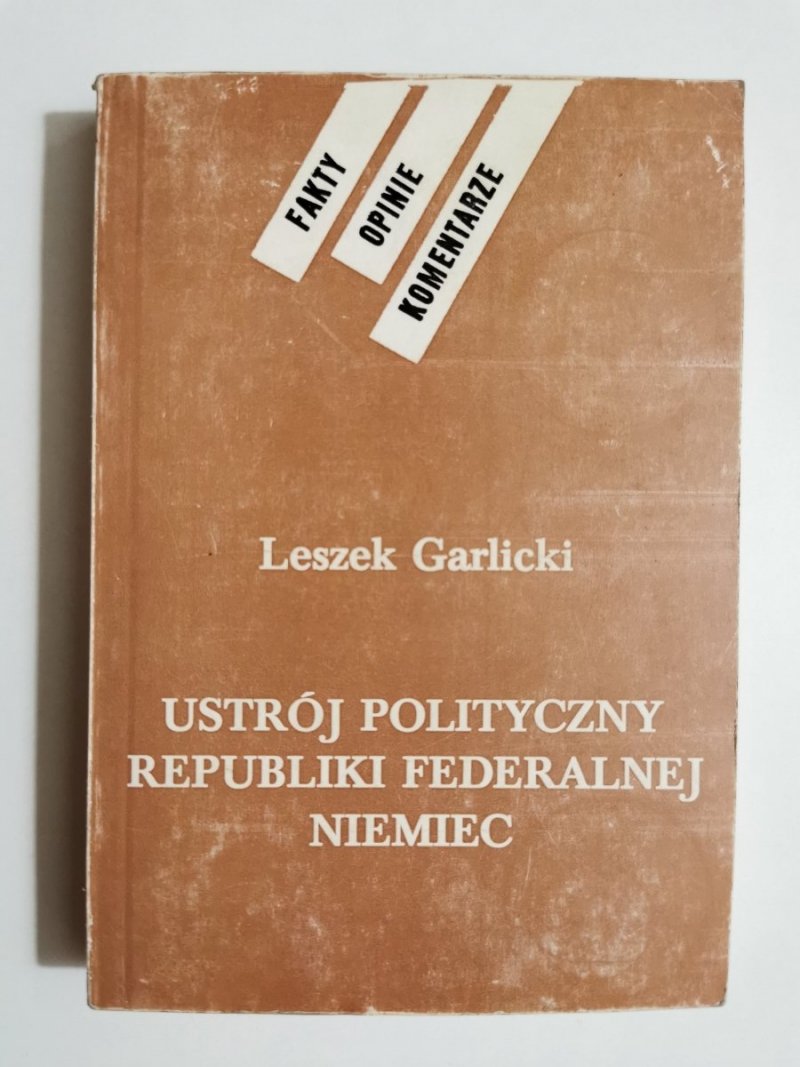 FAKTY
OPINIE
KOMENTARZE
Leszek Garlicki
USTRÓJ POLITYCZNY
REPUBLIKI FEDERALNEJ
NIEMIEC